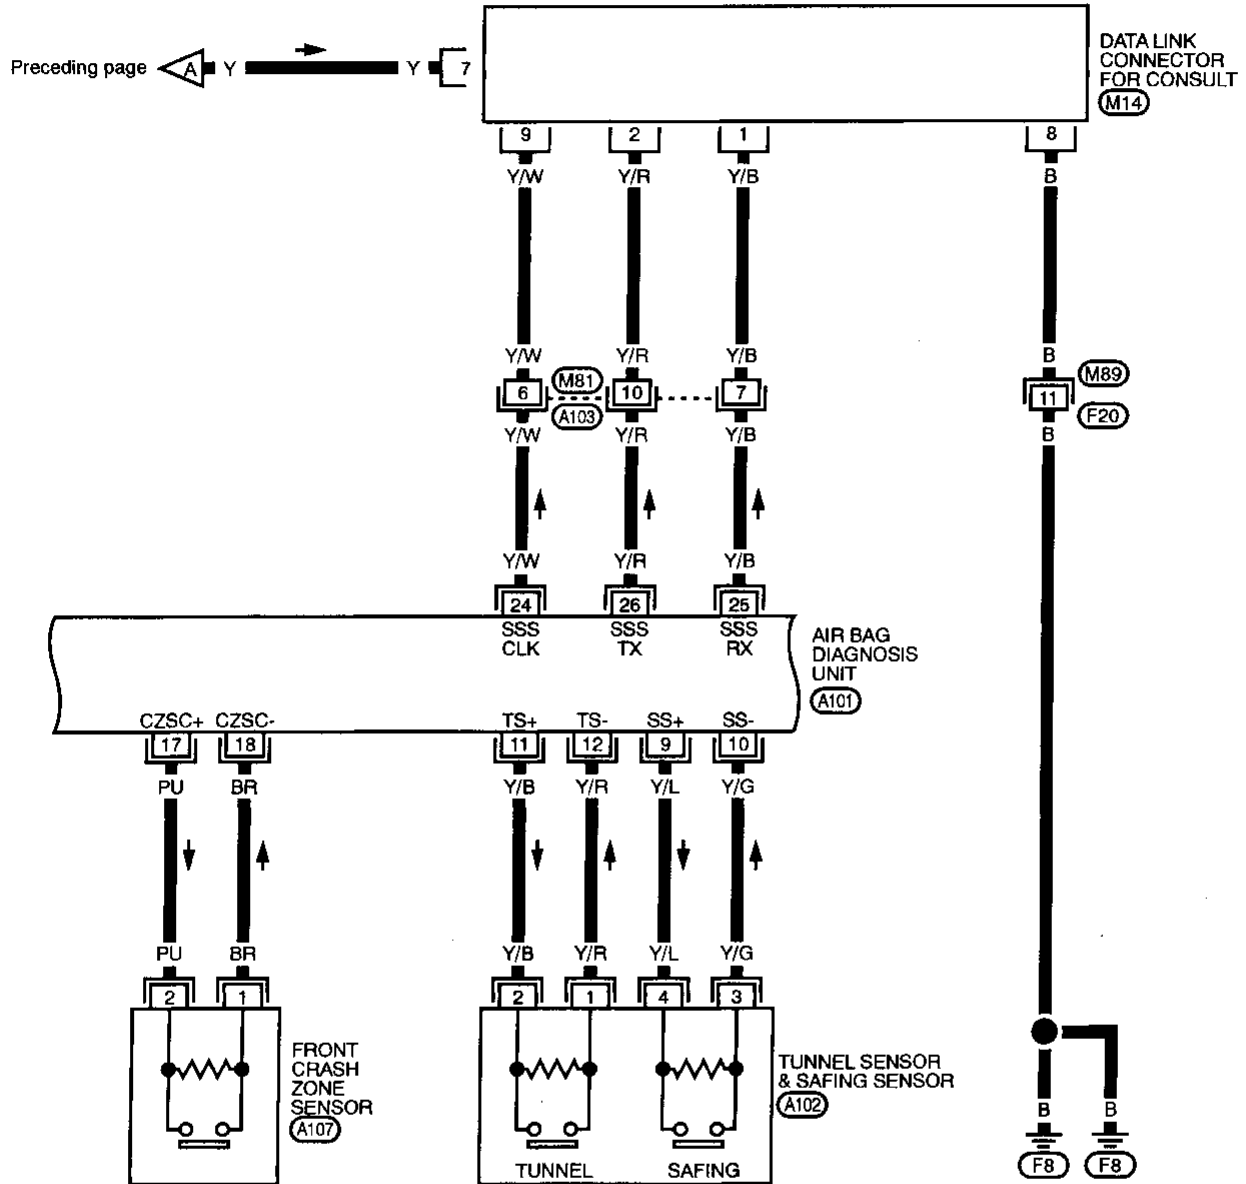 DATA LINK
CONNECTOR
FOR CONSULT
M14
Preceding page A Y Y 7
9 2 1 8
Y/W Y/R Y/B B
Y/W Y/R Y/B B
6 M81 10 7 11 M89
A103 F20
Y/W Y/R Y/B B
Y/W Y/R Y/B
24 26 25
SSS SSS SSS
CLK TX RX
AIR BAG
DIAGNOSIS
UNIT
A101
CZSC+ CZSC- TS+ TS- SS+ SS-
17 18 11 12 9 10
PU BR Y/B Y/R Y/L Y/G
PU BR Y/B Y/R Y/L Y/G
2 1 2 1 4 3
FRONT
CRASH
ZONE
SENSOR
A107
TUNNEL SENSOR
& SAFING SENSOR
A102
B B
TUNNEL SAFING
F8 F8